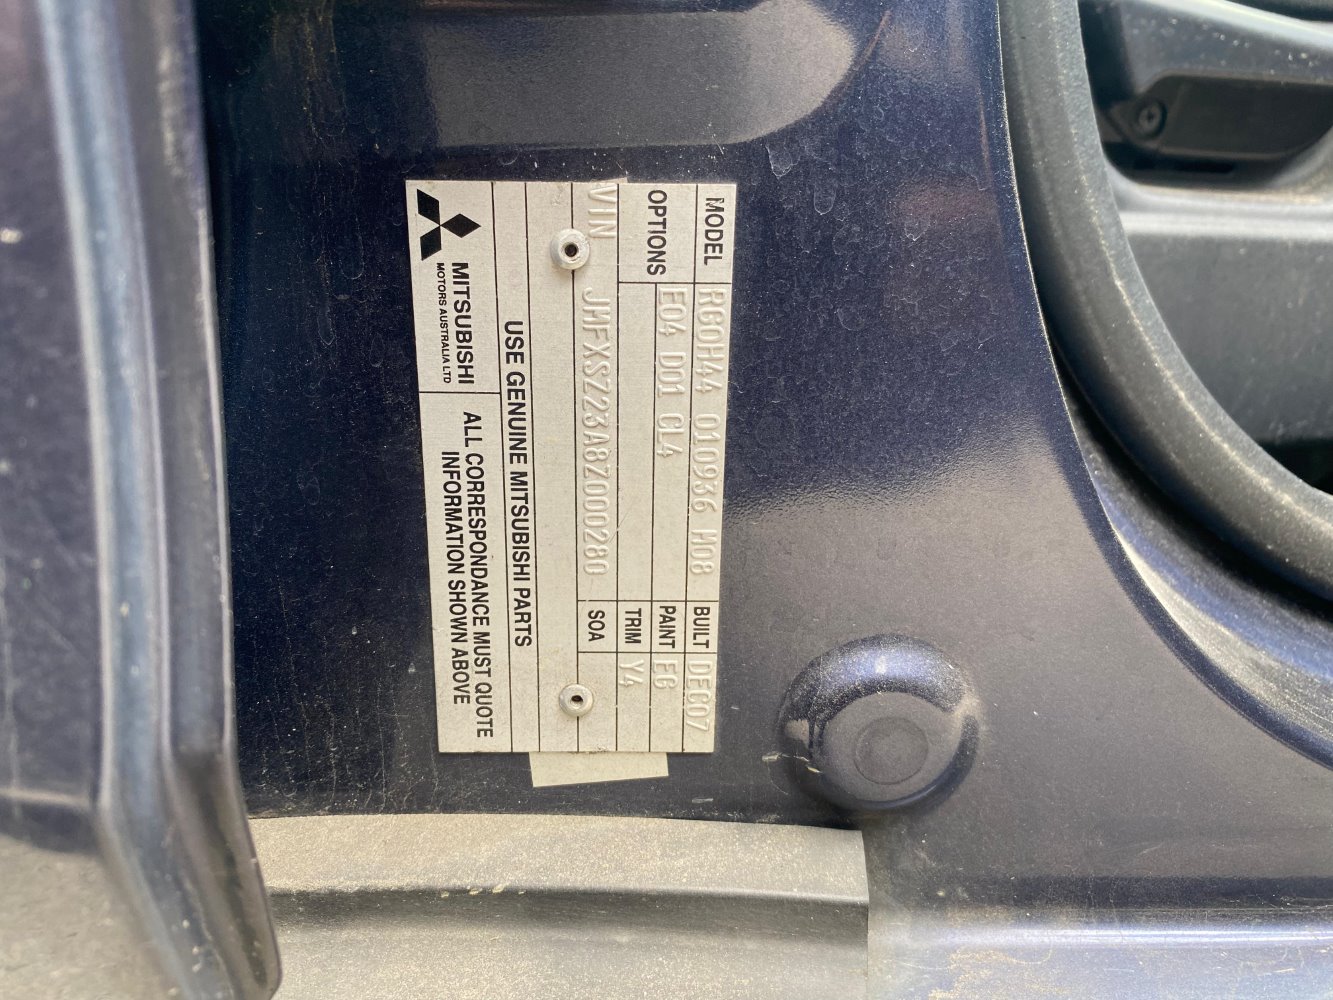 MODEL RG0H44 010936 M08 BUILT DEC07
OPTIONS E04 D01 CL4 PAINT EG
TRIM Y4
VIN JMFXSZ23A8Z000280 SOA
USE GENUINE MITSUBISHI PARTS
MITSUBISHI
MOTORS AUSTRALIA LTD
ALL CORRESPONDANCE MUST QUOTE
INFORMATION SHOWN ABOVE